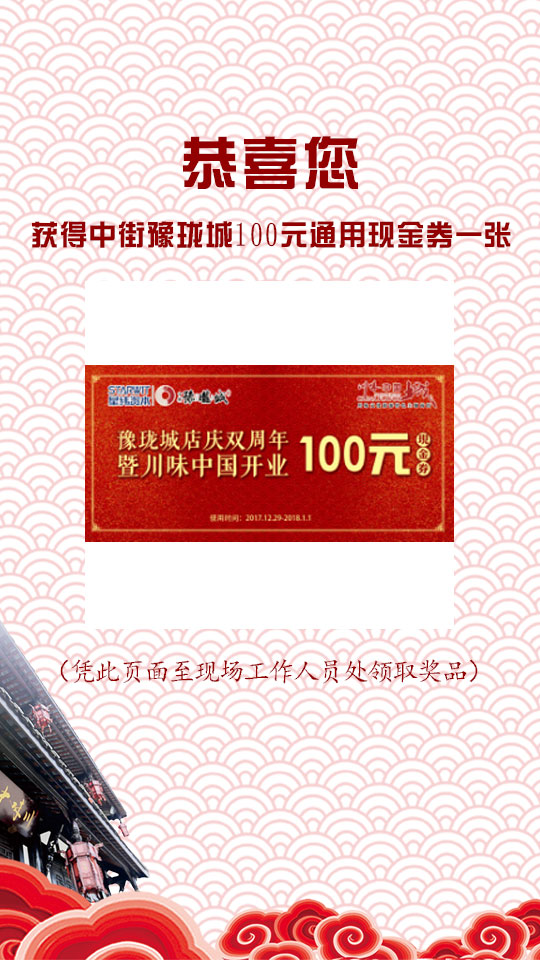 恭喜您
获得中街豫珑城100元通用现金券一张
豫珑城
豫珑城店庆双周年
暨川味中国开业
100元
现金券
使用时间：2017.12.29-2018.1.1
（凭此页面至现场工作人员处领取奖品）